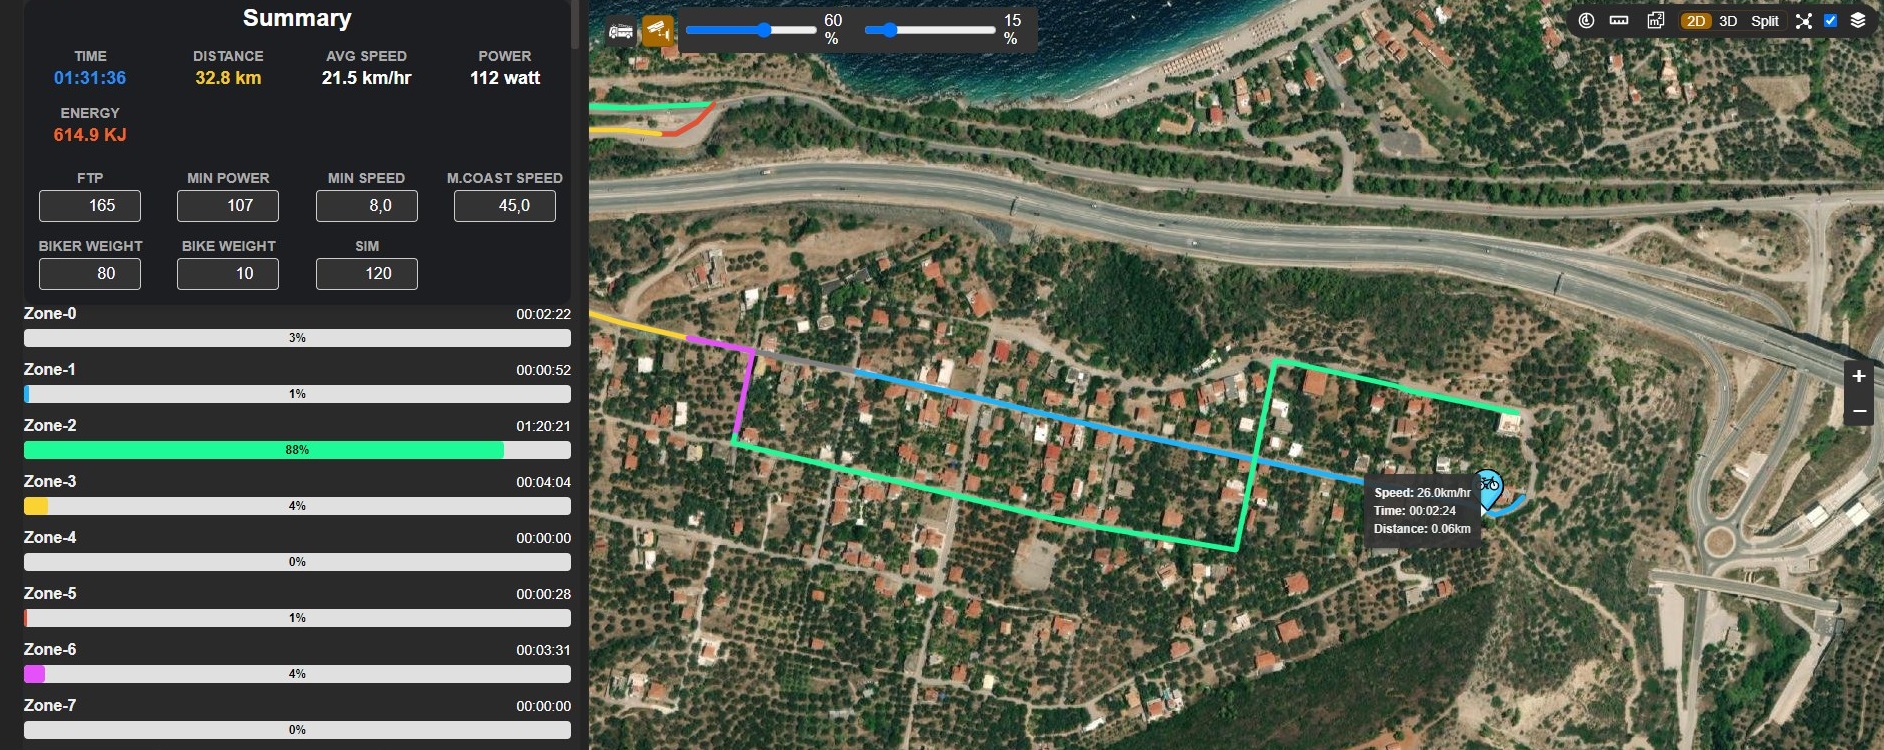 Summary
TIME DISTANCE AVG SPEED POWER
01:31:36 32.8 km 21.5 km/hr 112 watt
ENERGY
614.9 KJ
FTP MIN POWER MIN SPEED M.COAST SPEED
165 107 8,0 45,0
BIKER WEIGHT BIKE WEIGHT SIM
80 10 120
Zone-0 00:02:22
3%
Zone-1 00:00:52
1%
Zone-2 01:20:21
88%
Zone-3 00:04:04
4%
Zone-4 00:00:00
0%
Zone-5 00:00:28
1%
Zone-6 00:03:31
4%
Zone-7 00:00:00
0%
60 %
15 %
2D 3D Split
Speed: 26.0km/hr
Time: 00:02:24
Distance: 0.06km
+
−